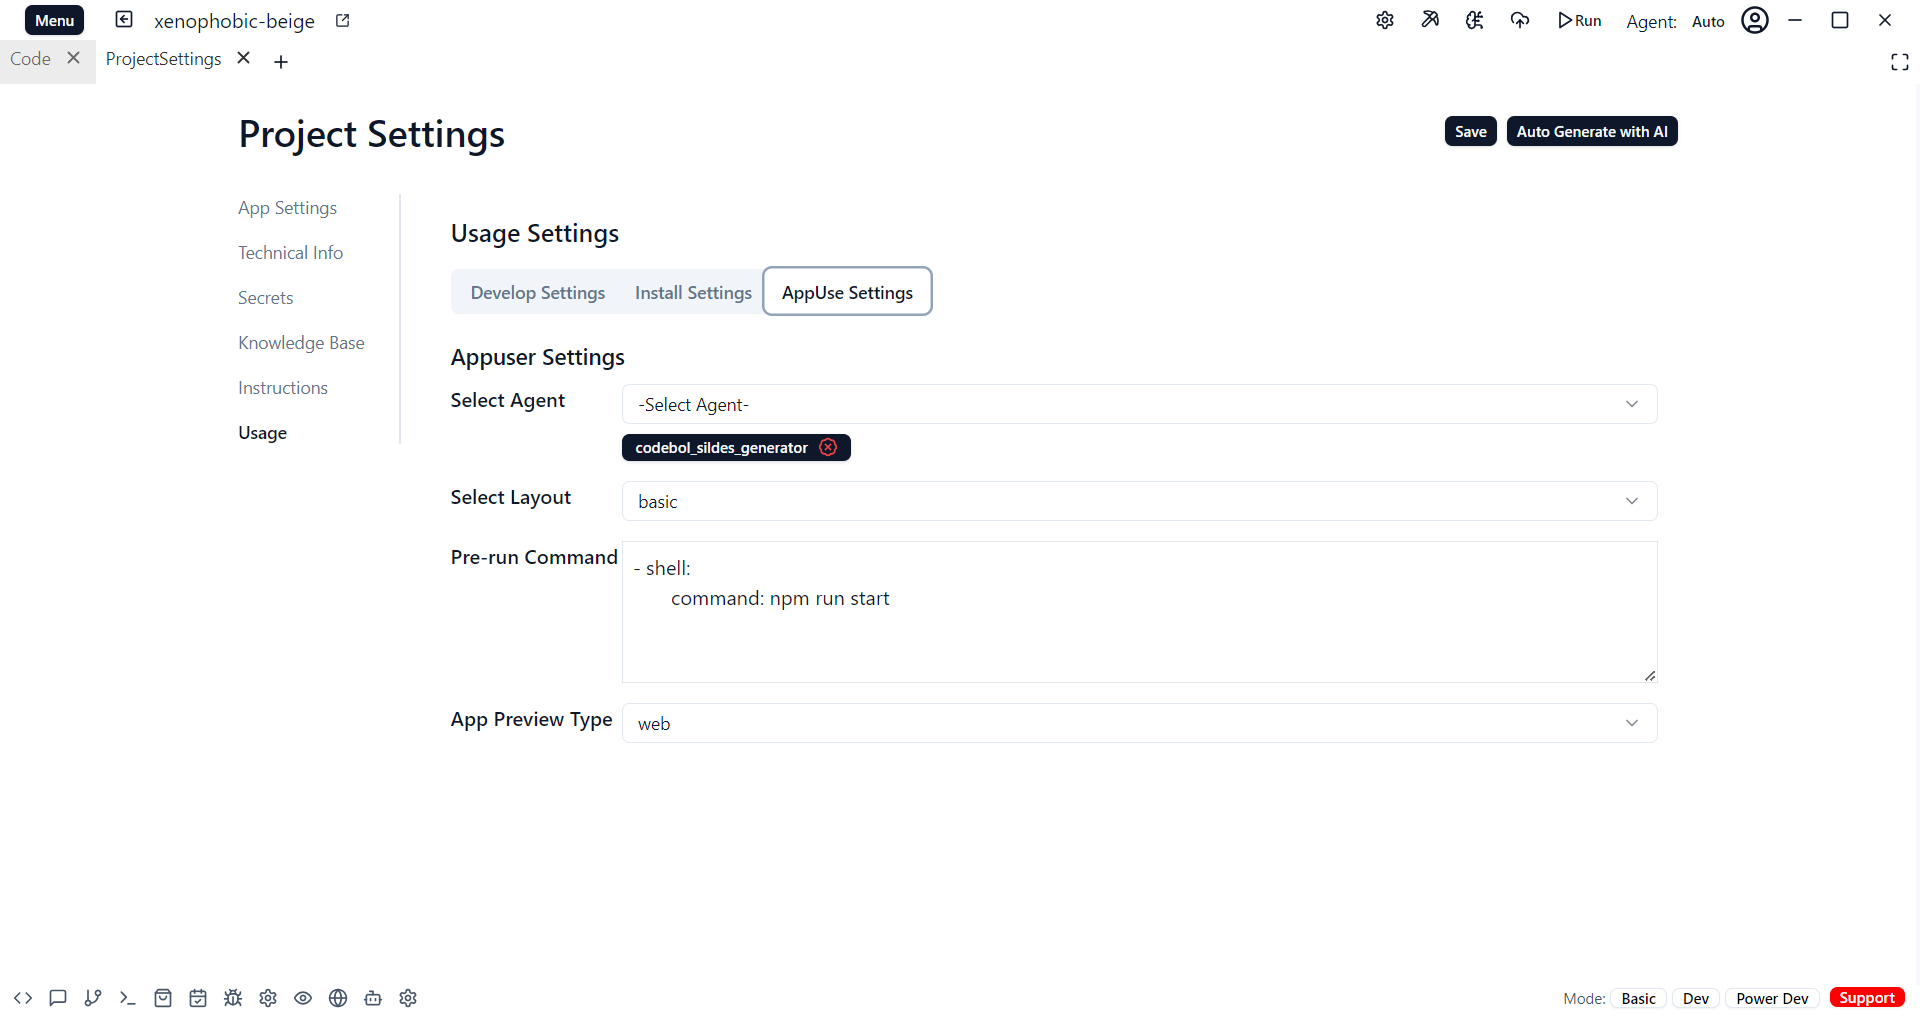 Menu
xenophobic-beige
Run
Agent: Auto
Code
ProjectSettings
Project Settings
Save
Auto Generate with AI
App Settings
Technical Info
Secrets
Knowledge Base
Instructions
Usage
Usage Settings
Develop Settings
Install Settings
AppUse Settings
Appuser Settings
Select Agent
-Select Agent-
codebol_sildes_generator
Select Layout
basic
Pre-run Command
- shell:
command: npm run start
App Preview Type
web
Mode: Basic Dev Power Dev Support